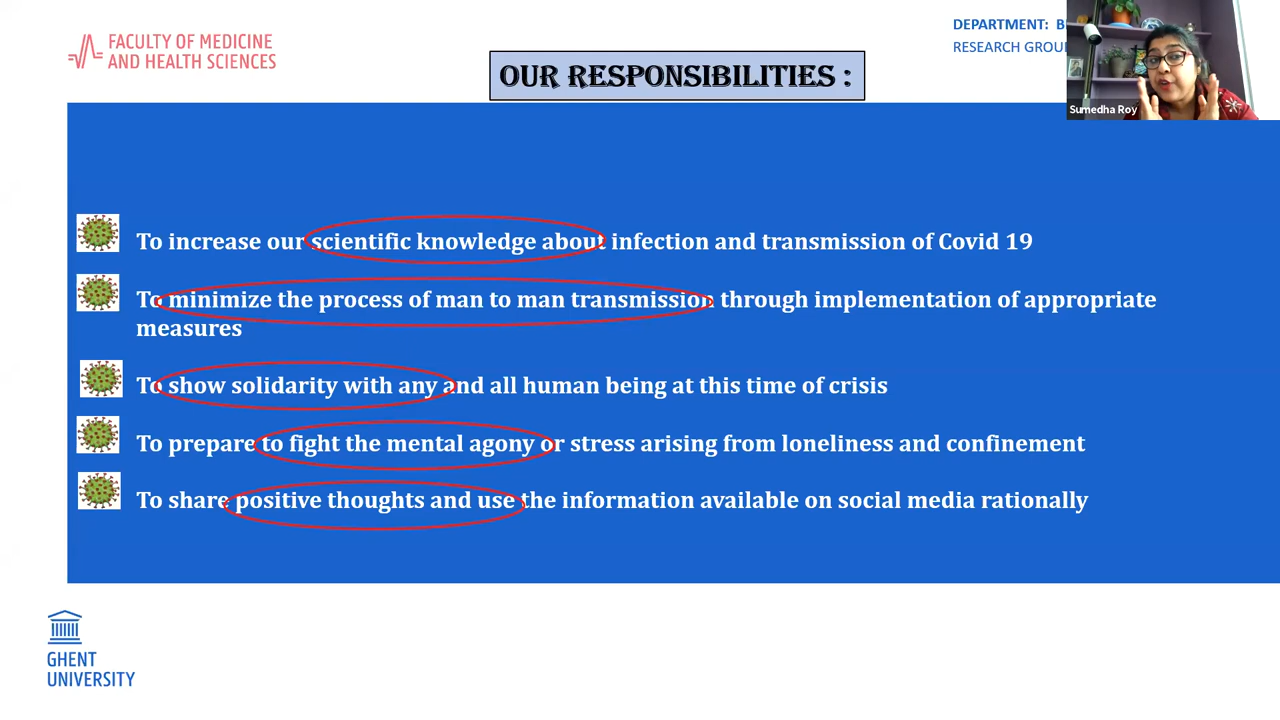 FACULTY OF MEDICINE
AND HEALTH SCIENCES
DEPARTMENT: B
RESEARCH GROUP
OUR RESPONSIBILITIES :
Sumedha Roy
To increase our scientific knowledge about infection and transmission of Covid 19
To minimize the process of man to man transmission through implementation of appropriate
measures
To show solidarity with any and all human being at this time of crisis
To prepare to fight the mental agony or stress arising from loneliness and confinement
To share positive thoughts and use the information available on social media rationally
GHENT
UNIVERSITY